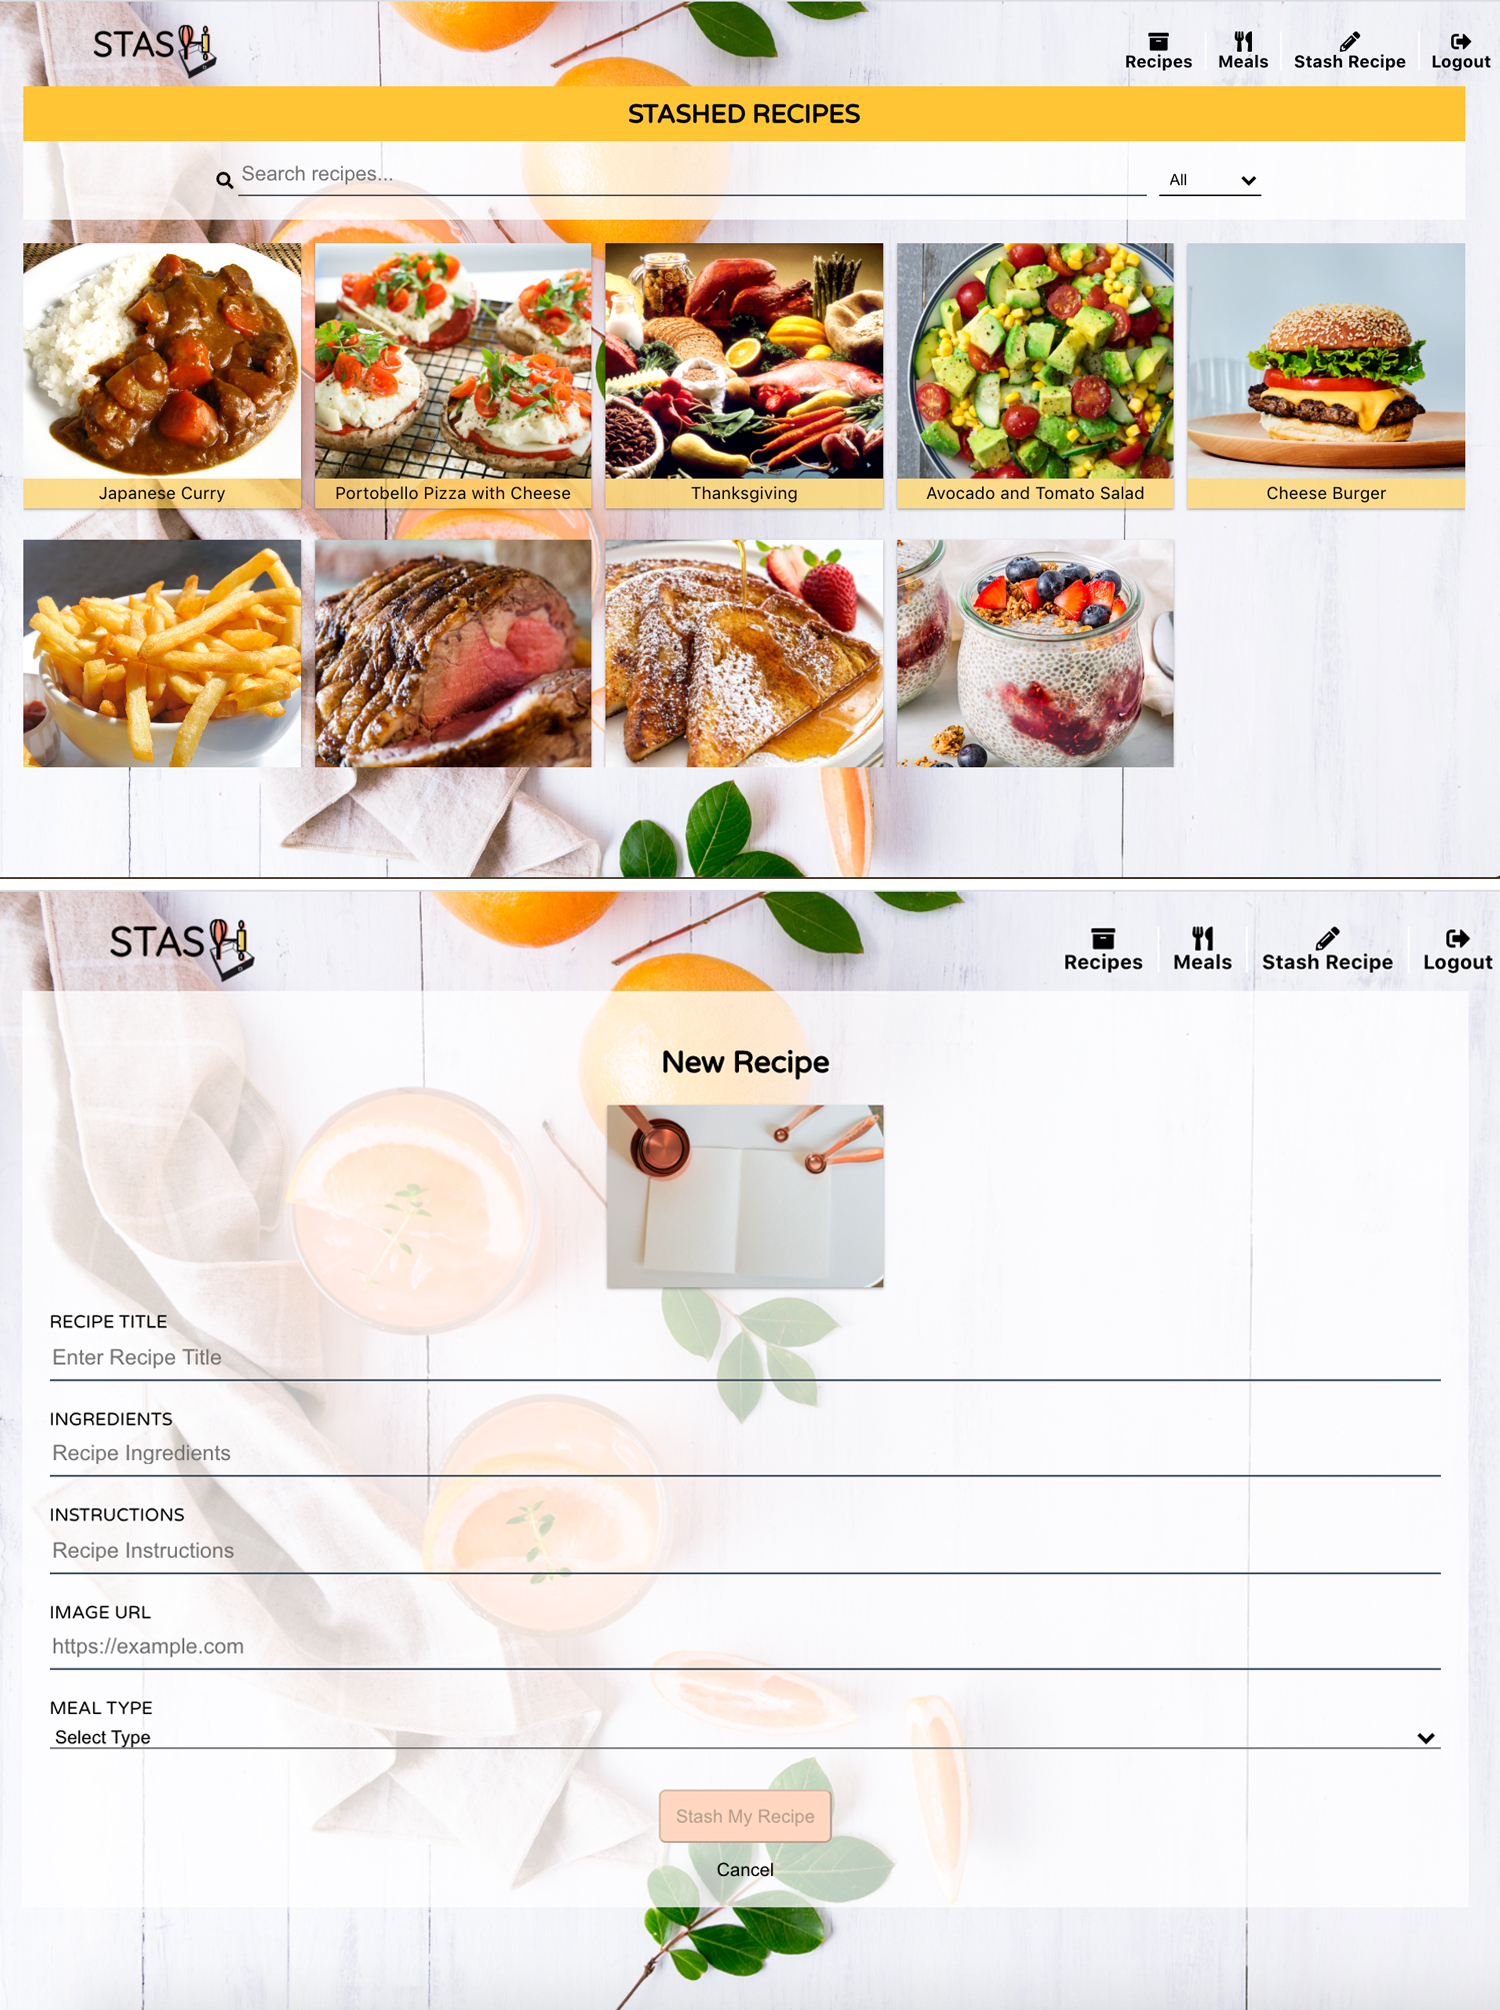 STASH
Recipes
Meals
Stash Recipe
Logout
STASHED RECIPES
Search recipes...
All
Japanese Curry
Portobello Pizza with Cheese
Thanksgiving
Avocado and Tomato Salad
Cheese Burger
STASH
Recipes
Meals
Stash Recipe
Logout
New Recipe
RECIPE TITLE
Enter Recipe Title
INGREDIENTS
Recipe Ingredients
INSTRUCTIONS
Recipe Instructions
IMAGE URL
https://example.com
MEAL TYPE
Select Type
Stash My Recipe
Cancel